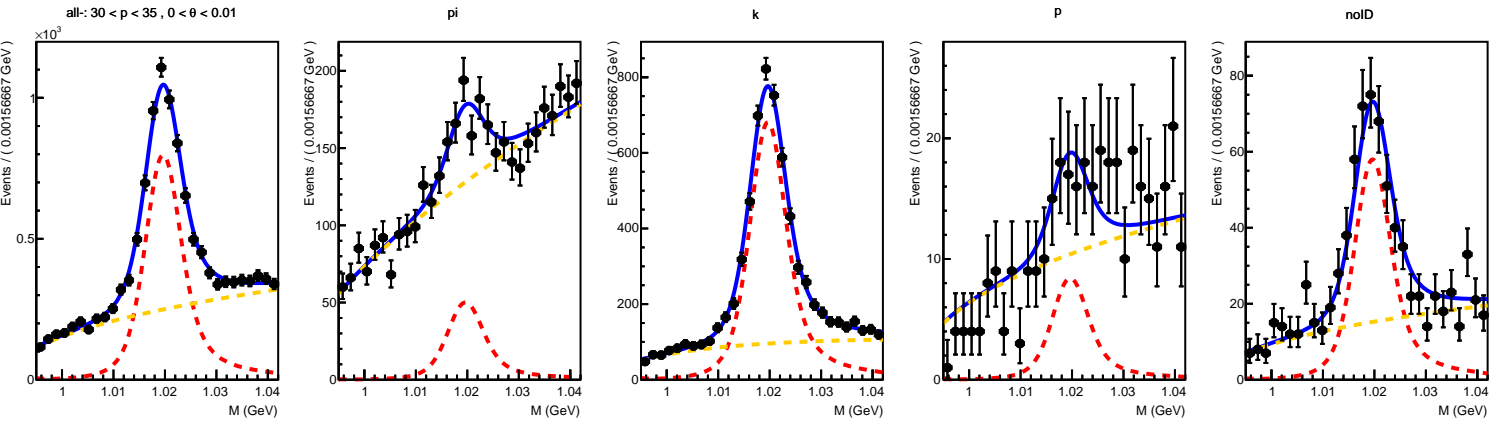 all-: 30 < p < 35 , 0 < θ < 0.01
×10³
Events / ( 0.00156667 GeV )
1
0.5
0
1 1.01 1.02 1.03 1.04
M (GeV)
pi
Events / ( 0.00156667 GeV )
200
150
100
50
0
1 1.01 1.02 1.03 1.04
M (GeV)
k
Events / ( 0.00156667 GeV )
800
600
400
200
0
1 1.01 1.02 1.03 1.04
M (GeV)
p
Events / ( 0.00156667 GeV )
20
10
0
1 1.01 1.02 1.03 1.04
M (GeV)
noID
Events / ( 0.00156667 GeV )
80
60
40
20
0
1 1.01 1.02 1.03 1.04
M (GeV)